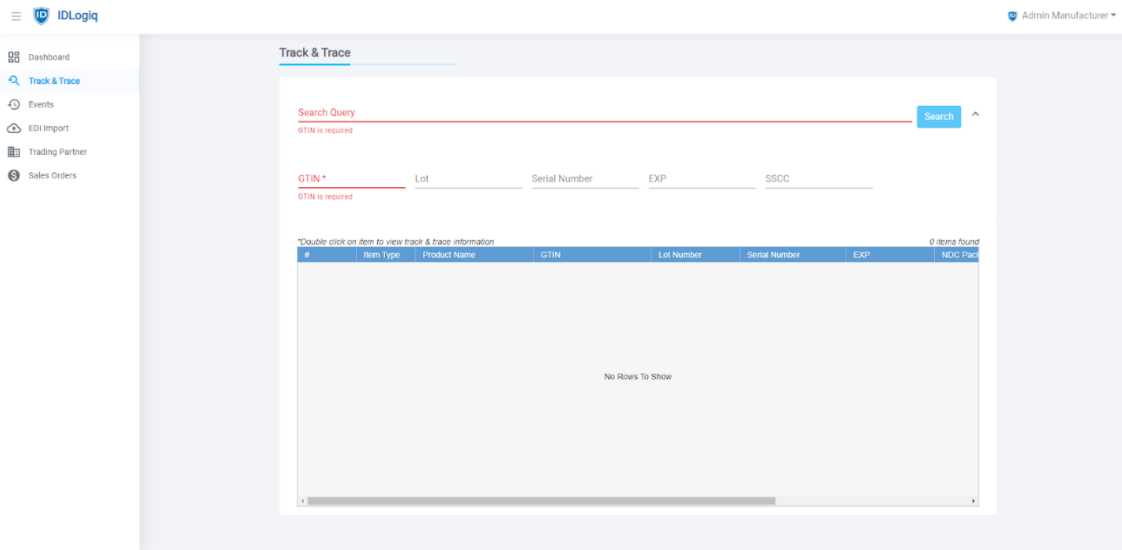 IDLogiq
Admin Manufacturer
Dashboard
Track & Trace
Events
EDI Import
Trading Partner
Sales Orders
Track & Trace
Search Query
Search
GTIN is required
GTIN * Lot Serial Number EXP SSCC
GTIN is required
*Double click on item to view track & trace information 0 items found
# Item Type Product Name GTIN Lot Number Serial Number EXP NDC Pack
No Rows To Show